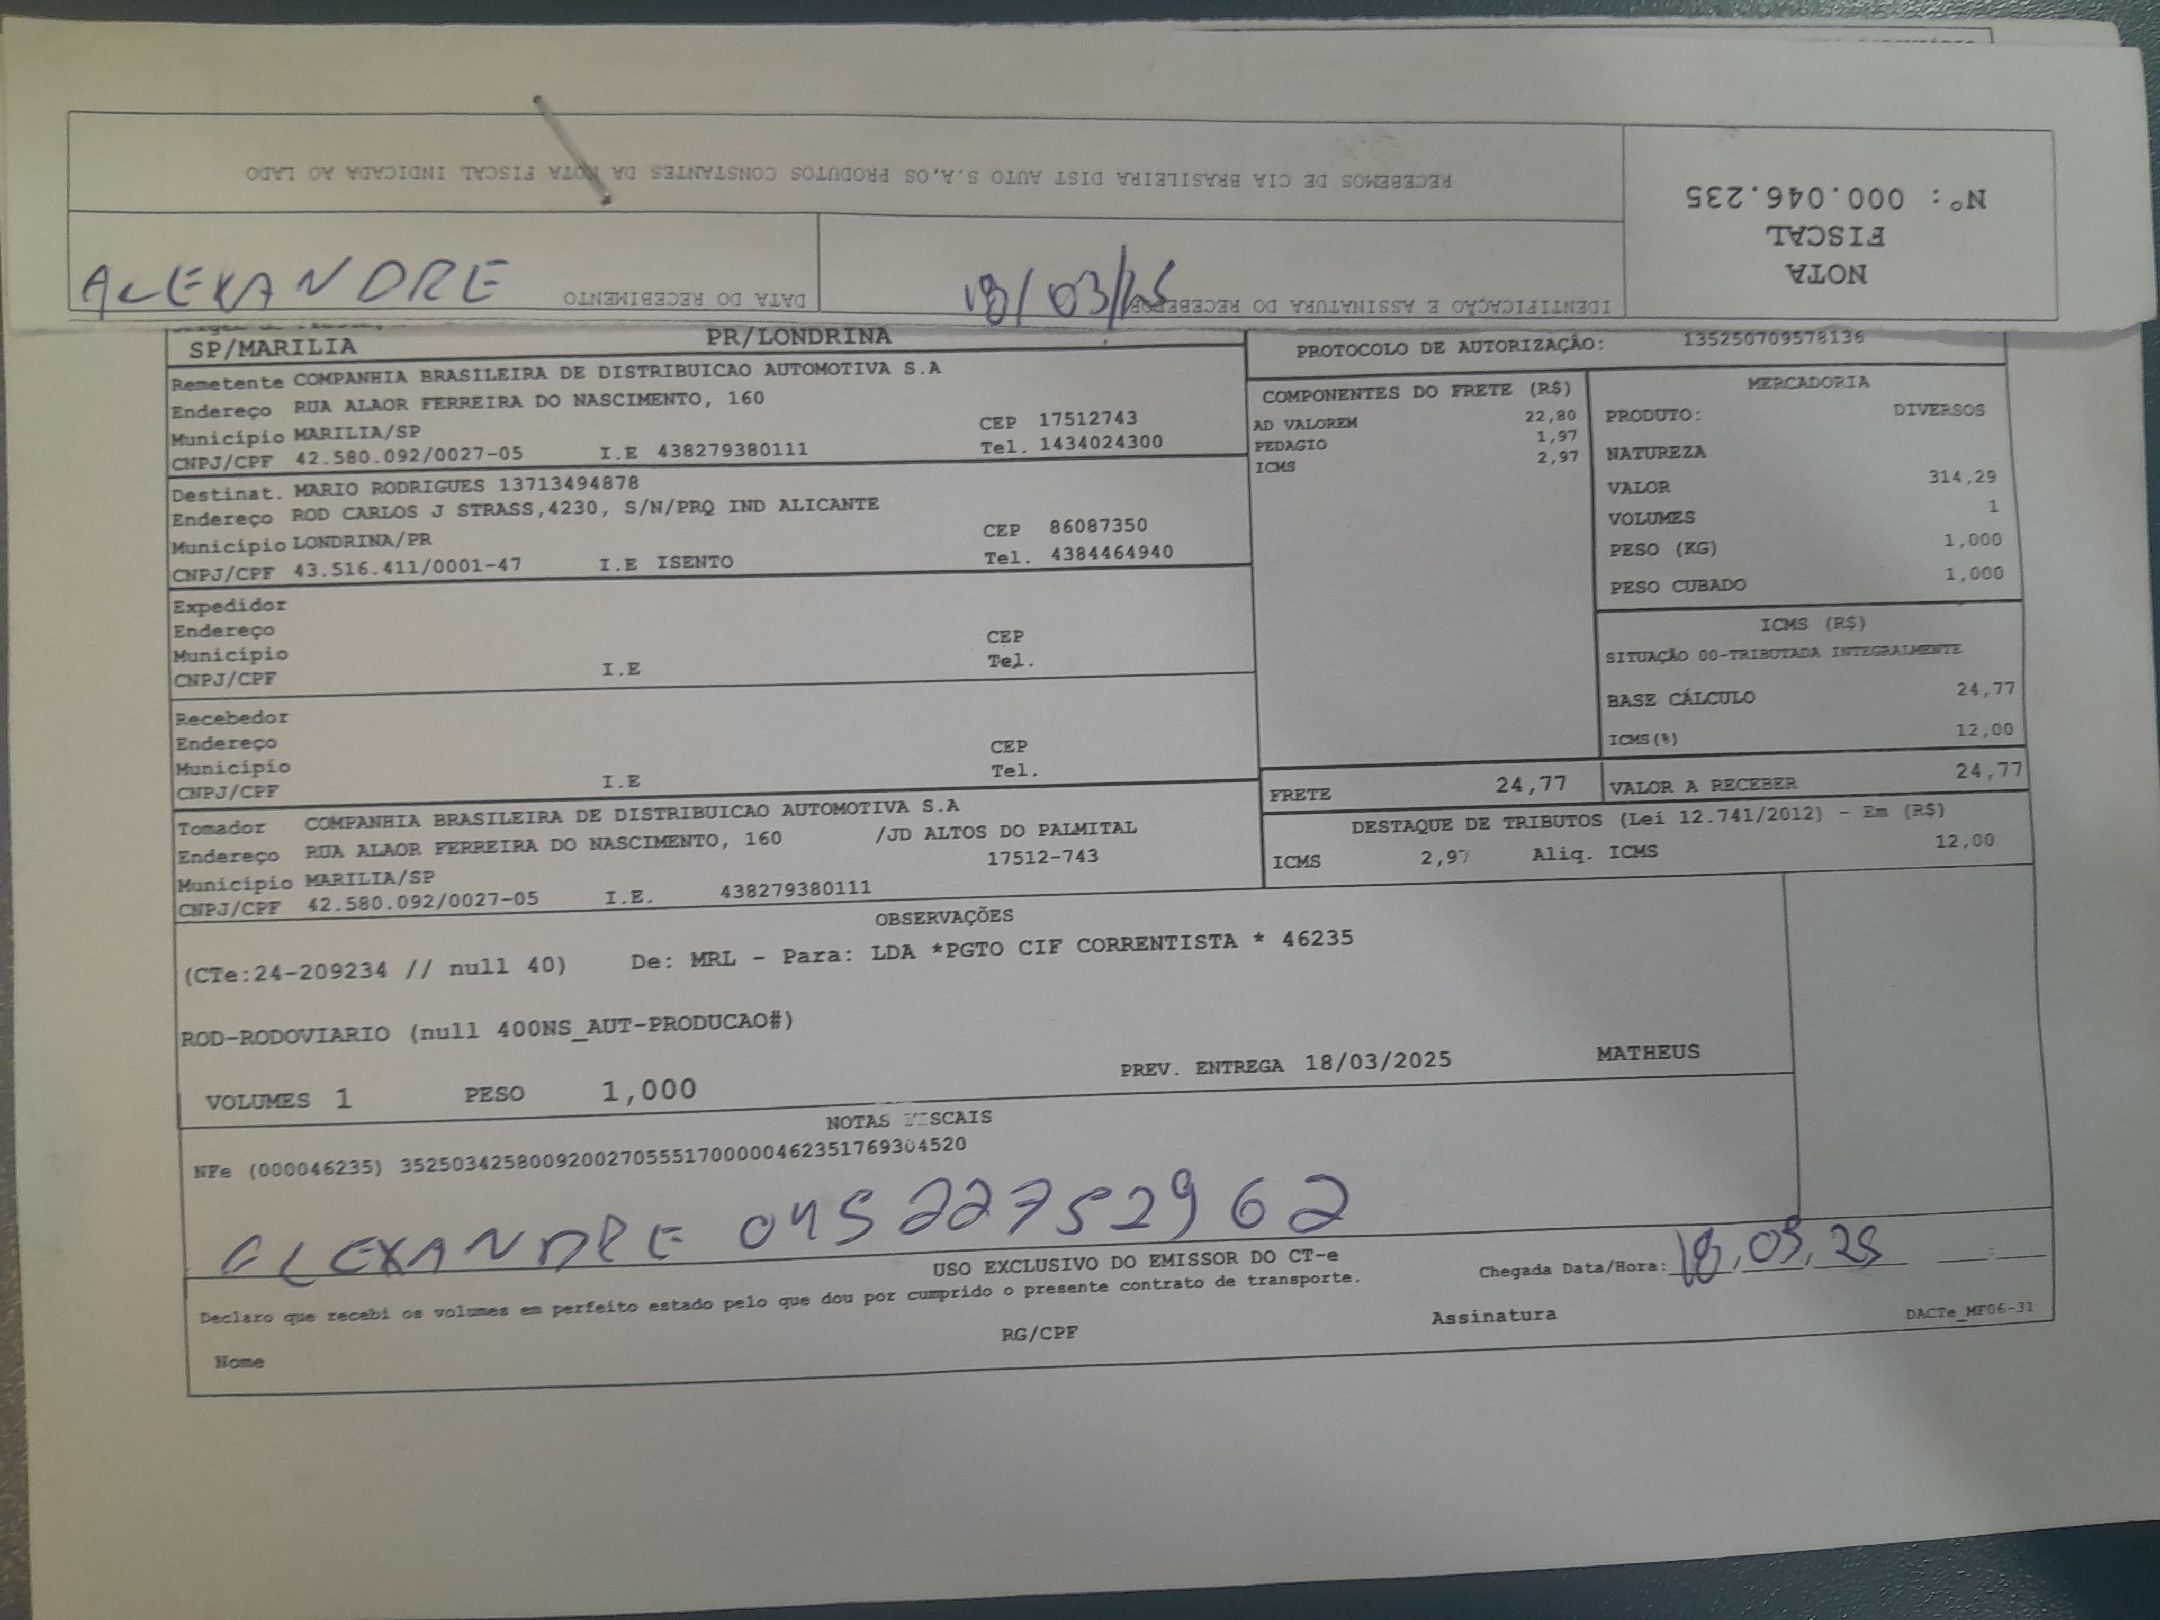 RECEBEMOS DE CIA BRASILEIRA DIST AUTO S.A,OS PRODUTOS CONSTANTES DA NOTA FISCAL INDICADA AO LADO
NOTA
FISCAL
Nº: 000.046.235
IDENTIFICAÇÃO E ASSINATURA DO RECEBEDOR
DATA DO RECEBIMENTO
ALEXANDRE
18/03/25
SP/MARILIA PR/LONDRINA
PROTOCOLO DE AUTORIZAÇÃO: 135250709578136
Remetente COMPANHIA BRASILEIRA DE DISTRIBUICAO AUTOMOTIVA S.A
Endereço RUA ALAOR FERREIRA DO NASCIMENTO, 160
Município MARILIA/SP CEP 17512743
CNPJ/CPF 42.580.092/0027-05 I.E 438279380111 Tel. 1434024300
Destinat. MARIO RODRIGUES 13713494878
Endereço ROD CARLOS J STRASS,4230, S/N/PRQ IND ALICANTE
Município LONDRINA/PR CEP 86087350
CNPJ/CPF 43.516.411/0001-47 I.E ISENTO Tel. 4384464940
Expedidor
Endereço
Município CEP
CNPJ/CPF I.E Tel.
Recebedor
Endereço
Município CEP
CNPJ/CPF I.E Tel.
Tomador COMPANHIA BRASILEIRA DE DISTRIBUICAO AUTOMOTIVA S.A
Endereço RUA ALAOR FERREIRA DO NASCIMENTO, 160 /JD ALTOS DO PALMITAL
Município MARILIA/SP 17512-743
CNPJ/CPF 42.580.092/0027-05 I.E. 438279380111
COMPONENTES DO FRETE (R$)
AD VALOREM 22,80
PEDAGIO 1,97
ICMS 2,97
MERCADORIA
PRODUTO: DIVERSOS
NATUREZA
VALOR 314,29
VOLUMES 1
PESO (KG) 1,000
PESO CUBADO 1,000
ICMS (R$)
SITUAÇÃO 00-TRIBUTADA INTEGRALMENTE
BASE CÁLCULO 24,77
ICMS(%) 12,00
FRETE 24,77 VALOR A RECEBER 24,77
DESTAQUE DE TRIBUTOS (Lei 12.741/2012) - Em (R$)
ICMS 2,97 Aliq. ICMS 12,00
OBSERVAÇÕES
(CTe:24-209234 // null 40) De: MRL - Para: LDA *PGTO CIF CORRENTISTA * 46235
ROD-RODOVIARIO (null 400NS_AUT-PRODUCAO#)
VOLUMES 1 PESO 1,000 PREV. ENTREGA 18/03/2025 MATHEUS
NOTAS FISCAIS
NFe (000046235) 35250342580092002705551700000462351769304520
ALEXANDRE 04522752962
USO EXCLUSIVO DO EMISSOR DO CT-e
Declaro que recebi os volumes em perfeito estado pelo que dou por cumprido o presente contrato de transporte.
Chegada Data/Hora: 18,03,25 ____:____
Nome RG/CPF Assinatura DACTe_MF06-31